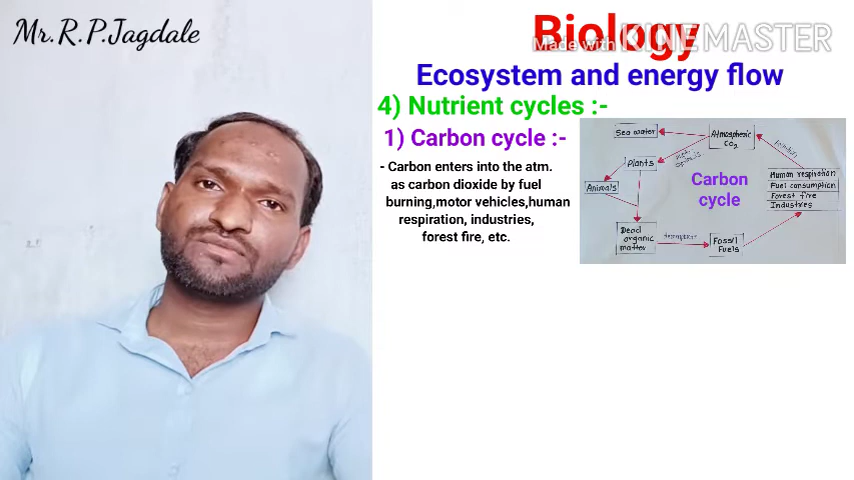 Mr.R.P.Jagdale
Biology
Made with KINEMASTER
Ecosystem and energy flow
4) Nutrient cycles :-
1) Carbon cycle :-
- Carbon enters into the atm.
as carbon dioxide by fuel
burning,motor vehicles,human
respiration, industries,
forest fire, etc.
Sea water
Atmospheric
CO2
Plants
Animals
Carbon
cycle
Human respiration
Fuel consumption
Forest fire
Industries
Dead
organic
matter
Fossil
Fuels